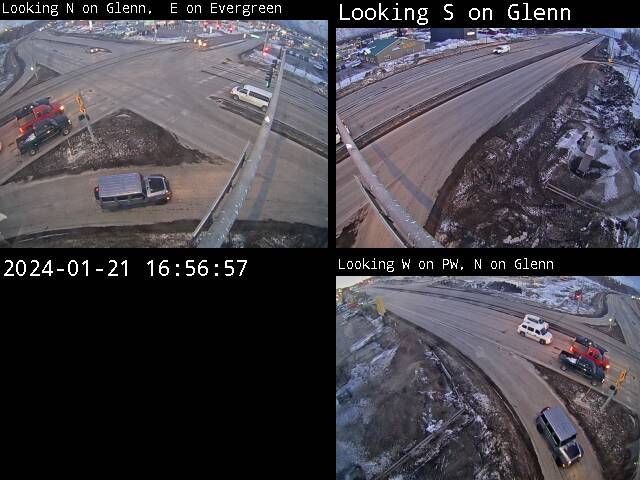 Looking N on Glenn, E on Evergreen
Looking S on Glenn
2024-01-21 16:56:57
Looking W on PW, N on Glenn